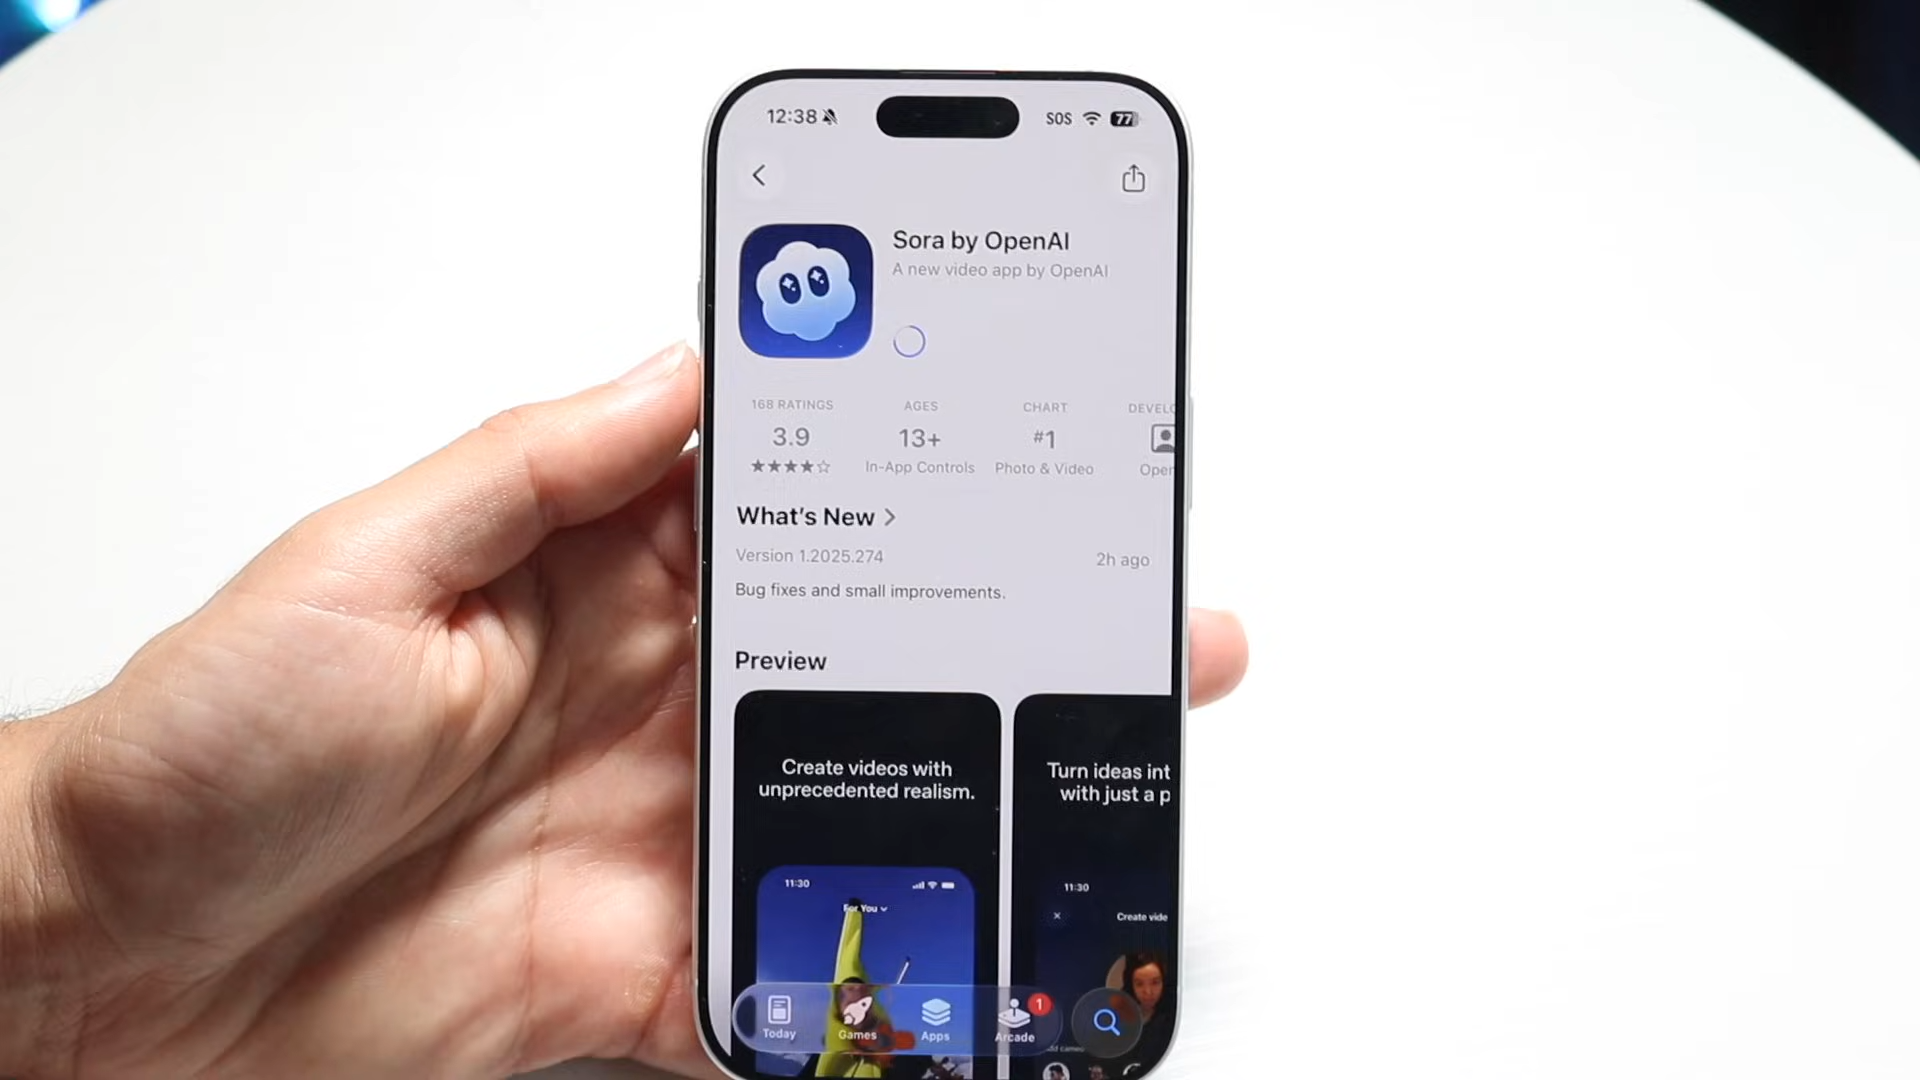 12:38
SOS
77
Sora by OpenAI
A new video app by OpenAI
168 RATINGS
AGES
CHART
DEVELO
3.9
13+
#1
★★★★☆
In-App Controls
Photo & Video
Open
What's New >
Version 1.2025.274
2h ago
Bug fixes and small improvements.
Preview
Create videos with
unprecedented realism.
Turn ideas int
with just a p
11:30
For You
11:30
Create vide
Today
Games
Apps
Arcade
1